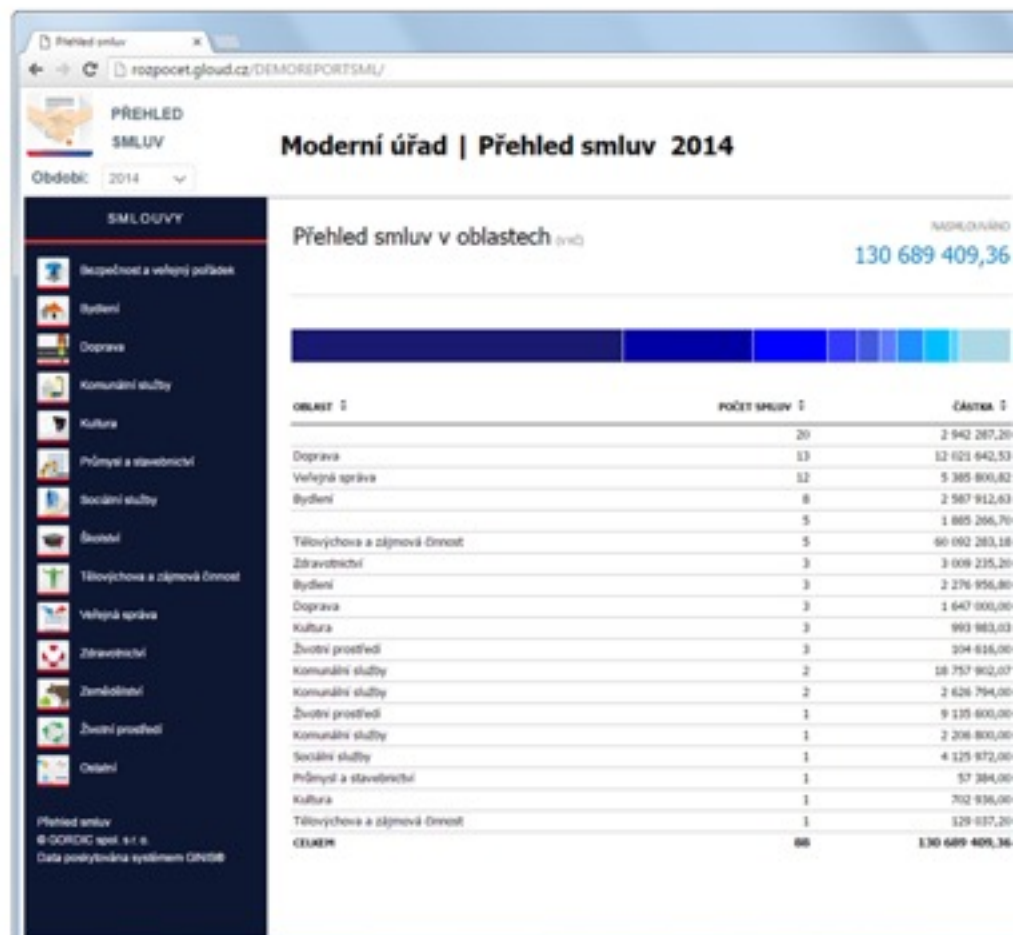 Přehled smluv
rozpocet.gloud.cz/DEMOREPORTSML/
PŘEHLED
SMLUV
Období: 2014
Moderní úřad | Přehled smluv 2014
SMLOUVY
Bezpečnost a veřejný pořádek
Bydlení
Doprava
Komunální služby
Kultura
Průmysl a stavebnictví
Sociální služby
Školství
Tělovýchova a zájmová činnost
Veřejná správa
Zdravotnictví
Zemědělství
Životní prostředí
Ostatní
Přehled smluv
© GORDIC spol. s r. o.
Data poskytována systémem GINIS®
Přehled smluv v oblastech (v Kč)
NASMLOUVÁNO
130 689 409,36
OBLAST POČET SMLUV ČÁSTKA
20 2 942 287,20
Doprava 13 12 021 642,53
Veřejná správa 12 5 385 800,82
Bydlení 8 2 587 912,63
5 1 885 266,70
Tělovýchova a zájmová činnost 5 60 092 283,18
Zdravotnictví 3 3 009 235,20
Bydlení 3 2 276 956,80
Doprava 3 1 647 000,00
Kultura 3 993 983,03
Životní prostředí 3 104 616,00
Komunální služby 2 18 757 902,07
Komunální služby 2 2 626 794,00
Životní prostředí 1 9 135 600,00
Komunální služby 1 2 206 800,00
Sociální služby 1 4 125 972,00
Průmysl a stavebnictví 1 57 384,00
Kultura 1 702 936,00
Tělovýchova a zájmová činnost 1 129 037,20
CELKEM 88 130 689 409,36